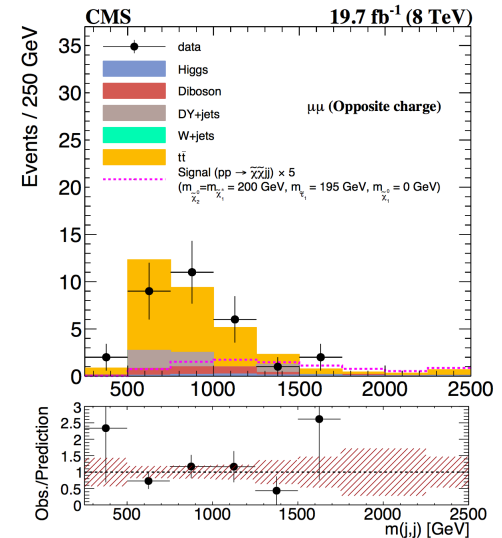 CMS 19.7 fb⁻¹ (8 TeV)
Events / 250 GeV
35
30
25
20
15
10
5
0
data
Higgs
Diboson
DY+jets
W+jets
tt̄
Signal (pp → χ̃χ̃jj) × 5
(m_χ̃₂⁰=m_χ̃₁⁺ = 200 GeV, m_τ̃₁ = 195 GeV, m_χ̃₁⁰ = 0 GeV)
μμ (Opposite charge)
500 1000 1500 2000 2500
Obs./Prediction
3
2.5
2
1.5
1
0.5
0
500 1000 1500 2000 2500
m(j,j) [GeV]